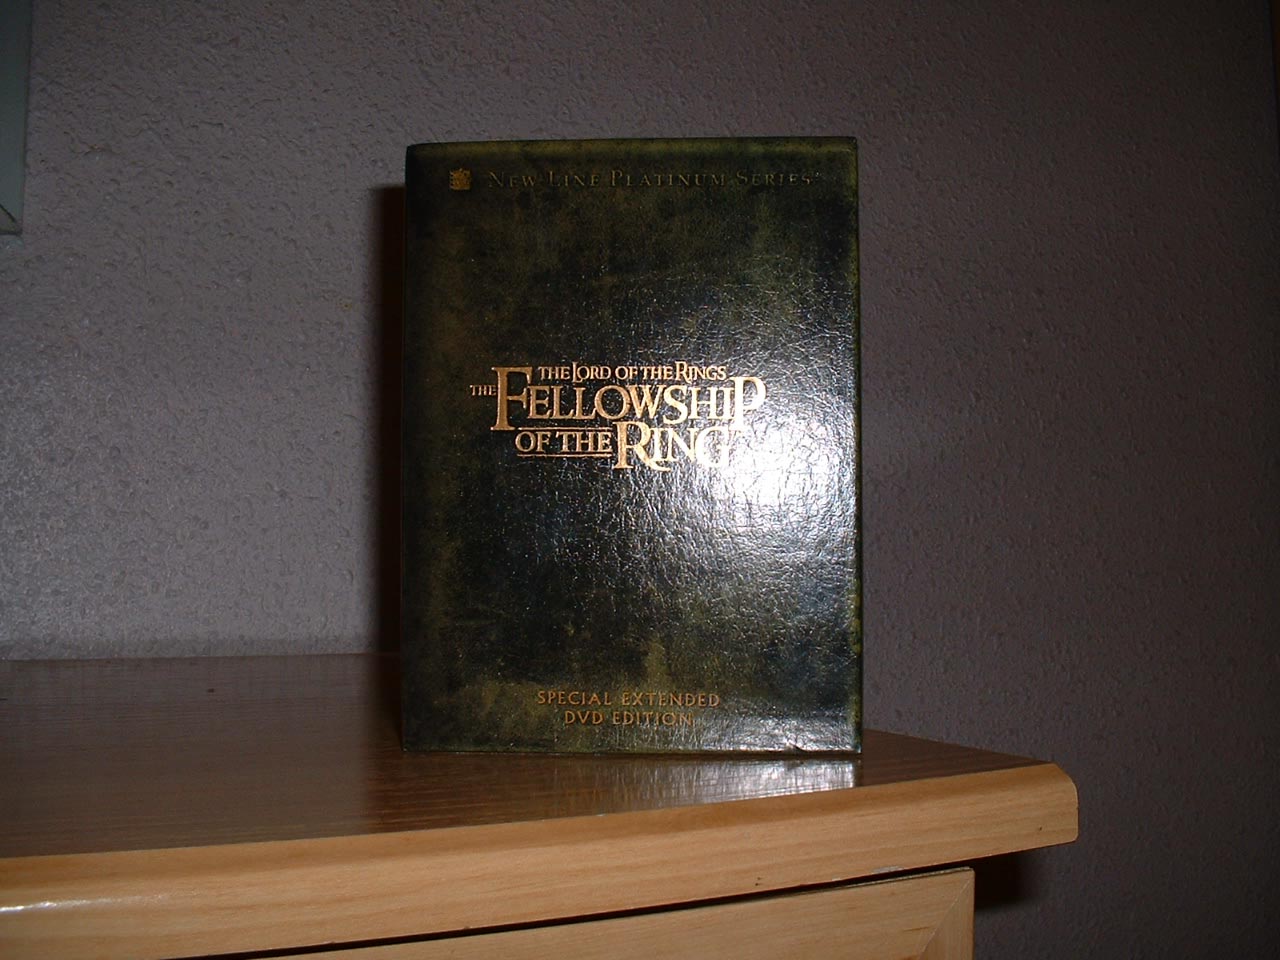 NEW LINE PLATINUM SERIES
THE LORD OF THE RINGS
THE FELLOWSHIP
OF THE RING
SPECIAL EXTENDED
DVD EDITION